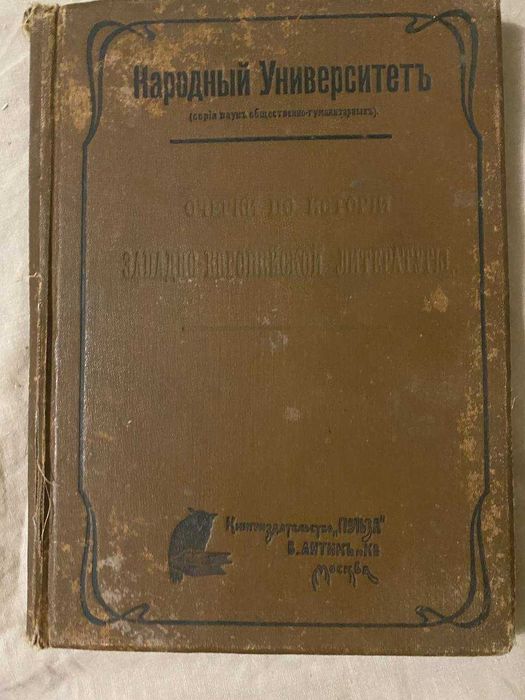 Народный Университетъ
(серія наукъ общественно-гуманитарныхъ).
ОЧЕРКИ ПО ИСТОРІИ
ЗАПАДНО-ЕВРОПЕЙСКОЙ ЛИТЕРАТУРЫ
Книгоиздательство „ПОЛЬЗА"
В. АНТИКЪ и Ко
Москва